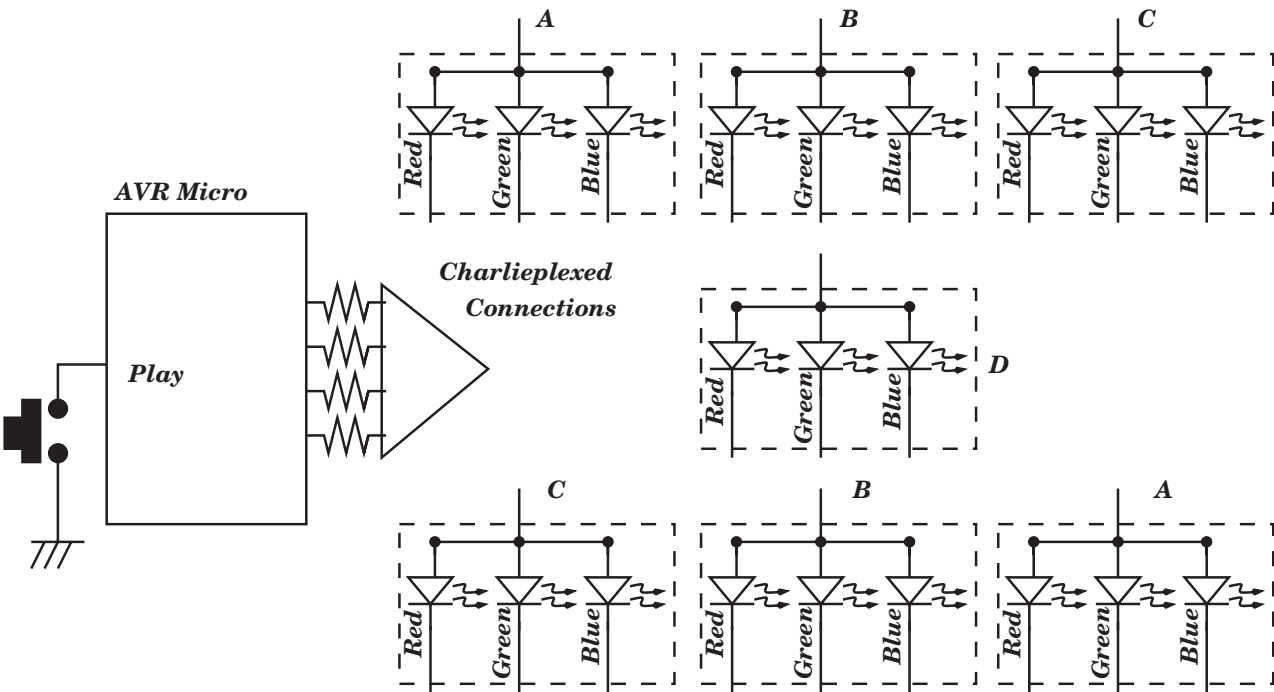 A
B
C
Red
Green
Blue
Red
Green
Blue
Red
Green
Blue
AVR Micro
Charlieplexed
Connections
Play
Red
Green
Blue
D
C
B
A
Red
Green
Blue
Red
Green
Blue
Red
Green
Blue